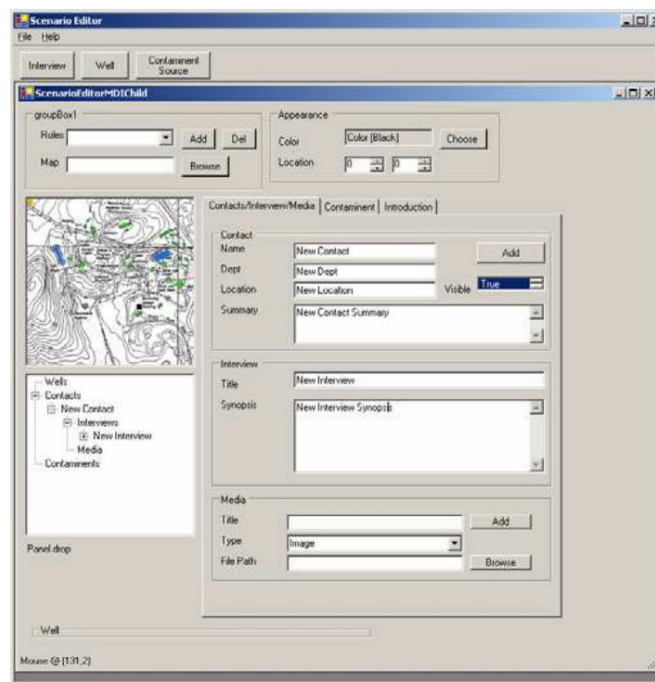 Scenario Editor
File Help
Interview Well Contaminent Source
ScenarioEditorMDIChild
groupBox1
Rules Add Del
Map Browse
Appearance
Color Color [Black] Choose
Location 0 0
Contacts/Interview/Media Contaminent Introduction
Contact
Name New Contact Add
Dept New Dept
Location New Location Visible True
Summary New Contact Summary
Interview
Title New Interview
Synopsis New Interview Synopsis
Wells
Contacts
New Contact
Interviews
New Interview
Media
Contaminents
Media
Title Add
Type Image
File Path Browse
Panel drop
Well
Mouse @ {131,2}